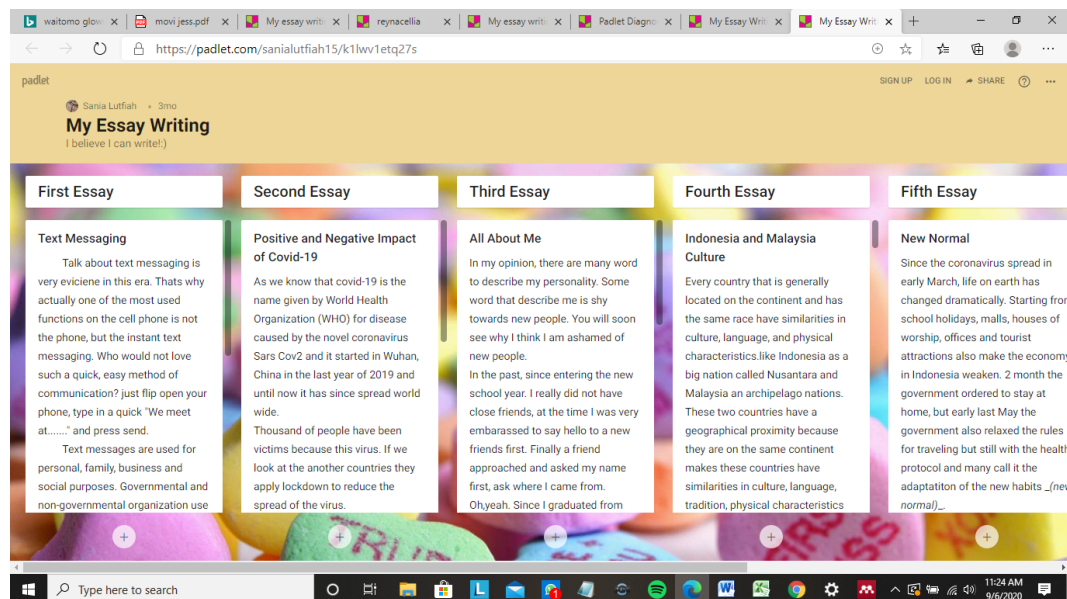 waitomo glow
movi jess.pdf
My essay writi
reynacellia
My essay writi
Padlet Diagno
My Essay Writ
My Essay Writ
https://padlet.com/sanialutfiah15/k1lwv1etq27s
padlet
SIGN UP
LOG IN
SHARE
Sania Lutfiah • 3mo
My Essay Writing
I believe I can write!:)
First Essay
Text Messaging
Talk about text messaging is
very eviciene in this era. Thats why
actually one of the most used
functions on the cell phone is not
the phone, but the instant text
messaging. Who would not love
such a quick, easy method of
communication? just flip open your
phone, type in a quick "We meet
at......." and press send.
Text messages are used for
personal, family, business and
social purposes. Governmental and
non-governmental organization use
Second Essay
Positive and Negative Impact
of Covid-19
As we know that covid-19 is the
name given by World Health
Organization (WHO) for disease
caused by the novel coronavirus
Sars Cov2 and it started in Wuhan,
China in the last year of 2019 and
until now it has since spread world
wide.
Thousand of people have been
victims because this virus. If we
look at the another countries they
apply lockdown to reduce the
spread of the virus.
Third Essay
All About Me
In my opinion, there are many word
to describe my personality. Some
word that describe me is shy
towards new people. You will soon
see why I think I am ashamed of
new people.
In the past, since entering the new
school year. I really did not have
close friends, at the time I was very
embarassed to say hello to a new
friends first. Finally a friend
approached and asked my name
first, ask where I came from.
Oh,yeah. Since I graduated from
Fourth Essay
Indonesia and Malaysia
Culture
Every country that is generally
located on the continent and has
the same race have similarities in
culture, language, and physical
characteristics.like Indonesia as a
big nation called Nusantara and
Malaysia an archipelago nations.
These two countries have a
geographical proximity because
they are on the same continent
makes these countries have
similarities in culture, language,
tradition, physical characteristics
Fifth Essay
New Normal
Since the coronavirus spread in
early March, life on earth has
changed dramatically. Starting from
school holidays, malls, houses of
worship, offices and tourist
attractions also make the economy
in Indonesia weaken. 2 month the
government ordered to stay at
home, but early last May the
government also relaxed the rules
for traveling but still with the health
protocol and many call it the
adaptatiton of the new habits _(new
normal)_.
Type here to search
11:24 AM
9/6/2020